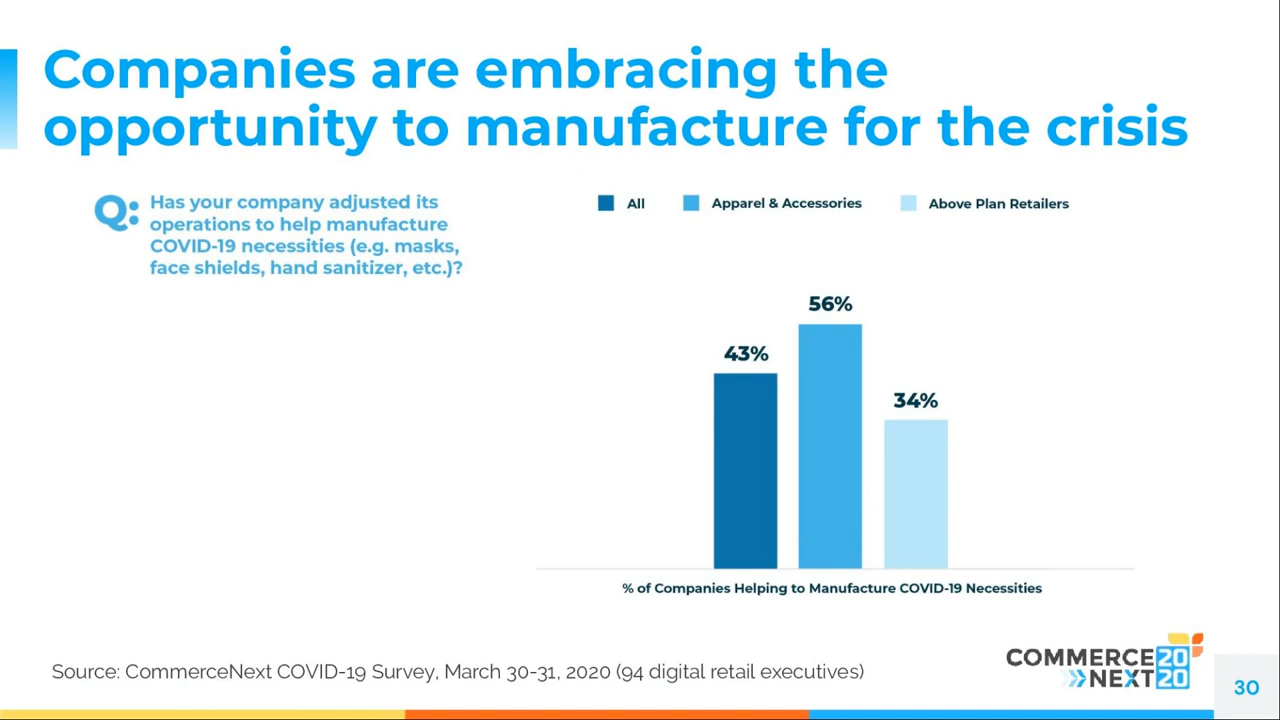 Companies are embracing the
opportunity to manufacture for the crisis
Q: Has your company adjusted its
operations to help manufacture
COVID-19 necessities (e.g. masks,
face shields, hand sanitizer, etc.)?
All Apparel & Accessories Above Plan Retailers
56%
43%
34%
% of Companies Helping to Manufacture COVID-19 Necessities
Source: CommerceNext COVID-19 Survey, March 30-31, 2020 (94 digital retail executives)
COMMERCE 20
NEXT 20
30